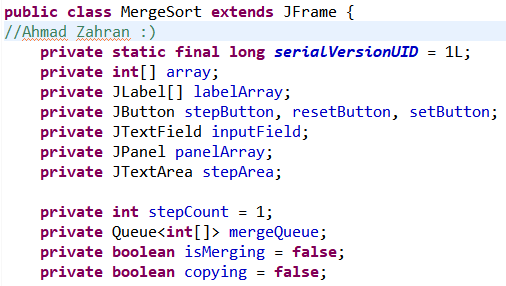 public class MergeSort extends JFrame {
//Ahmad Zahran :)
private static final long serialVersionUID = 1L;
private int[] array;
private JLabel[] labelArray;
private JButton stepButton, resetButton, setButton;
private JTextField inputField;
private JPanel panelArray;
private JTextArea stepArea;
private int stepCount = 1;
private Queue<int[]> mergeQueue;
private boolean isMerging = false;
private boolean copying = false;